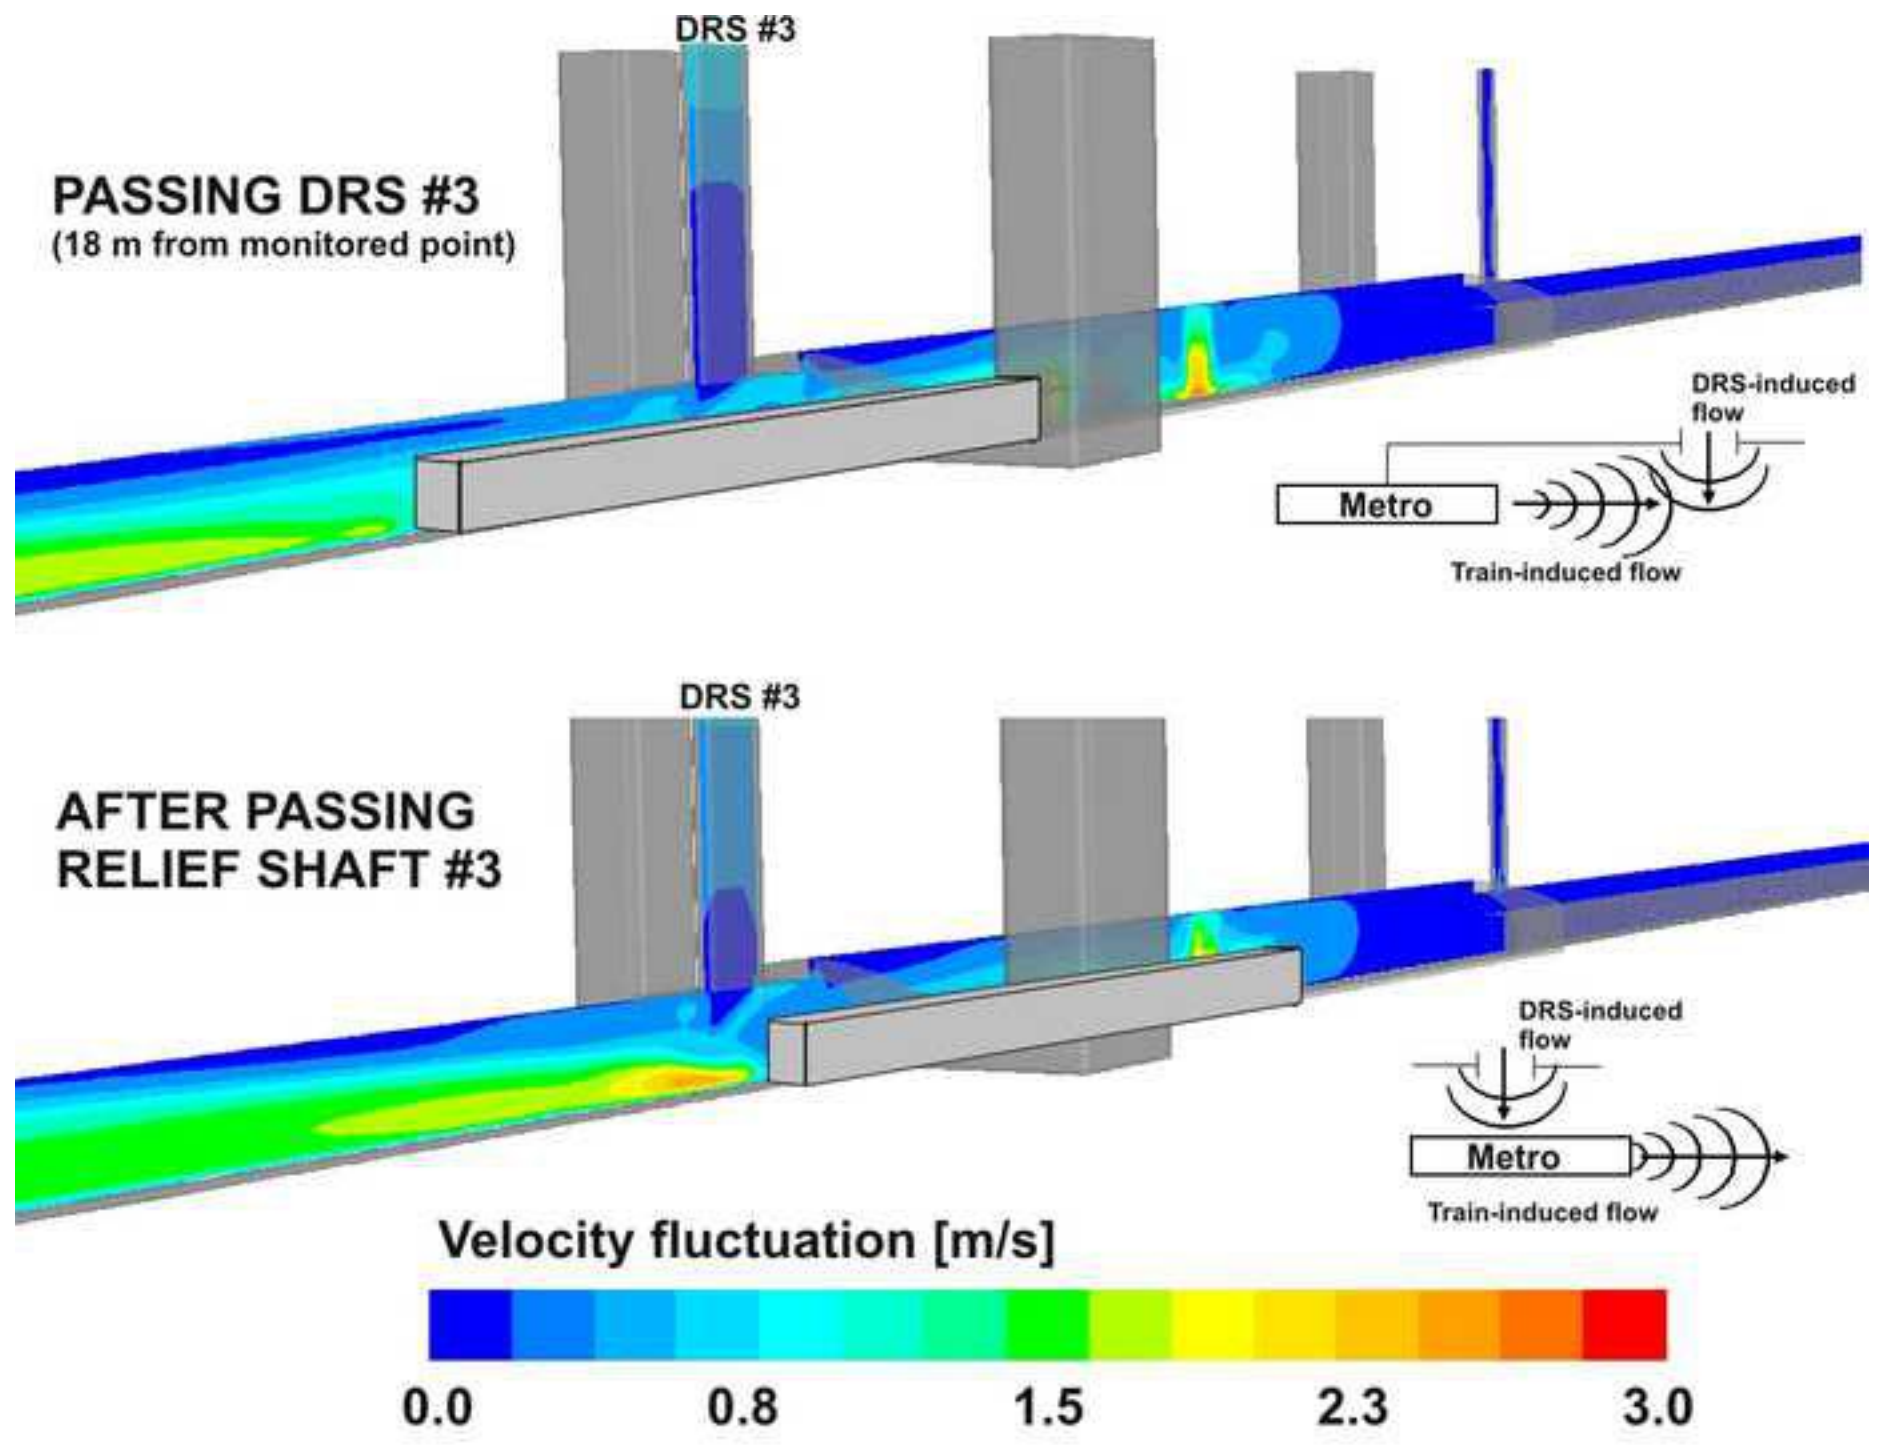 DRS #3
PASSING DRS #3
(18 m from monitored point)
DRS-induced
flow
Metro
Train-induced flow
DRS #3
AFTER PASSING
RELIEF SHAFT #3
DRS-induced
flow
Metro
Train-induced flow
Velocity fluctuation [m/s]
0.0 0.8 1.5 2.3 3.0